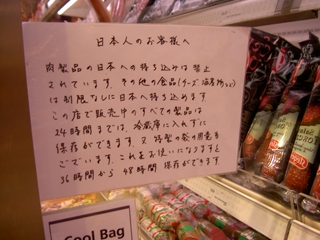 日本人のお客様へ
肉製品の日本への持ち込みは禁止
されています。その他の食品(チーズ、海産物など)
は制限なしに日本へ持ち込めます。
この店で販売中のすべての製品は
24時間までは、冷蔵庫に入れずに
保存ができます。又、特製の袋の用意も
ございます。これをお使いになりますと
36時間から48時間保存ができます。
Cool Bag